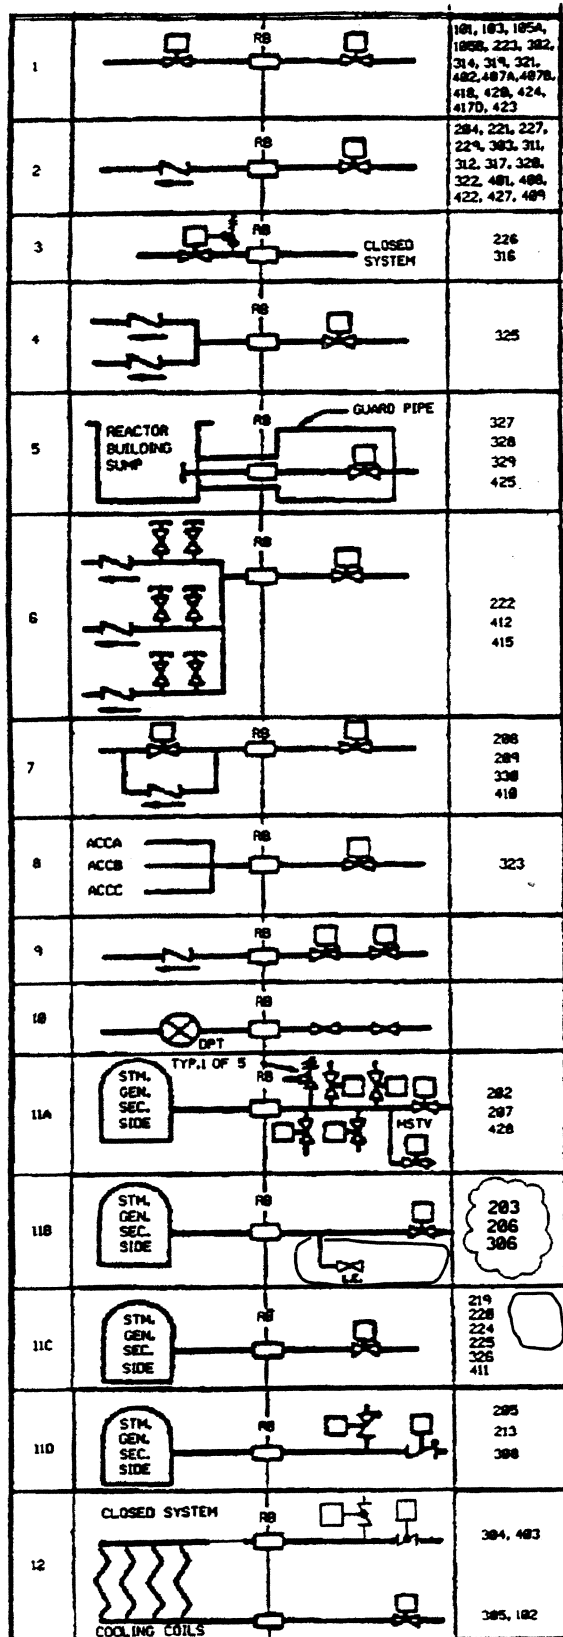 1
RB
101, 103, 105A,
105B, 223, 302,
314, 319, 321,
402, 407A, 407B,
418, 420, 424,
417D, 423
2
RB
204, 221, 227,
229, 303, 311,
312, 317, 320,
322, 401, 408,
422, 427, 409
3
RB
CLOSED
SYSTEM
226
316
4
RB
325
5
REACTOR
BUILDING
SUMP
RB
GUARD PIPE
327
328
329
425
6
RB
222
412
415
7
RB
208
209
330
410
8
ACCA
ACCB
ACCC
RB
323
9
RB
10
RB
DPT
11A
STM.
GEN.
SEC.
SIDE
TYP.1 OF 5
RB
MSTV
202
207
428
11B
STM.
GEN.
SEC.
SIDE
RB
L.C.
203
206
306
11C
STM.
GEN.
SEC.
SIDE
RB
219
220
224
225
326
411
11D
STM.
GEN.
SEC.
SIDE
RB
205
213
308
12
CLOSED SYSTEM
RB
304, 403
COOLING COILS
305, 102